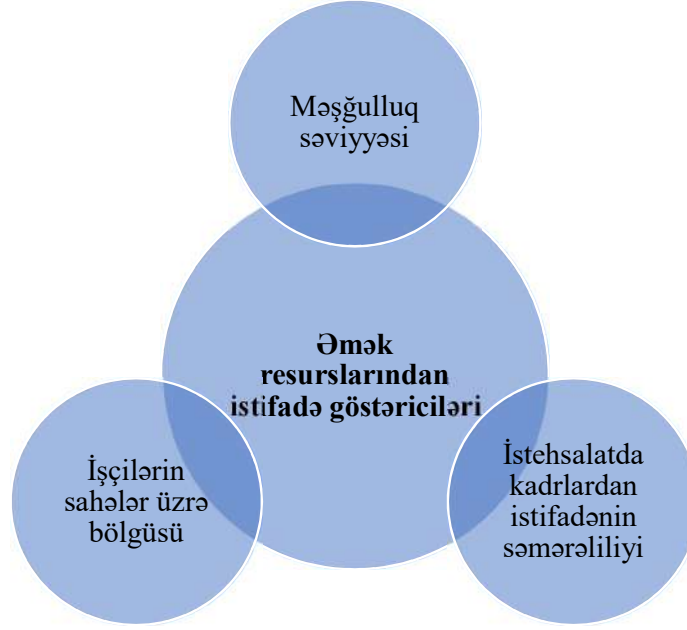 Məşğulluq
səviyyəsi
Əmək
resurslarından
istifadə göstəriciləri
İşçilərin
sahələr üzrə
bölgüsü
İstehsalatda
kadrlardan
istifadənin
səmərəliliyi